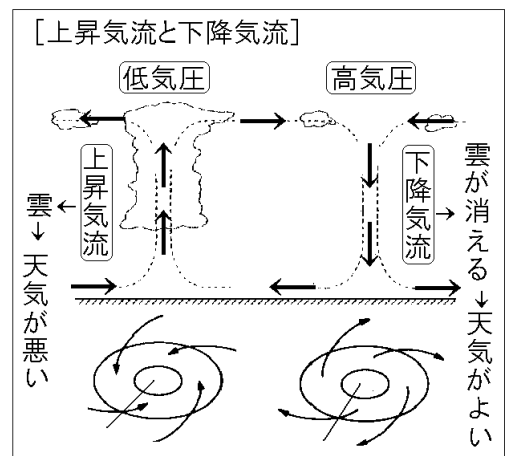 [上昇気流と下降気流]
低気圧
高気圧
上昇気流
雲
天気が悪い
下降気流
雲が消える
天気がよい